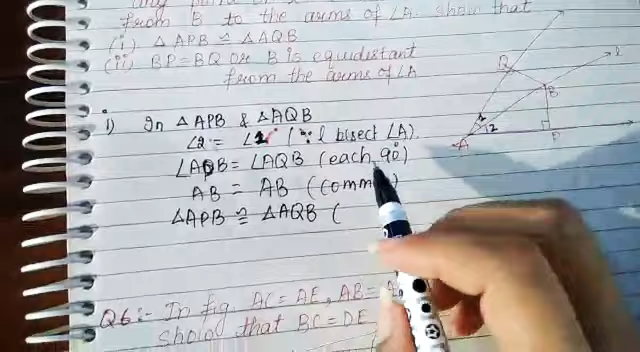 from B to the arms of ∠A. show that
(i) △APB ≅ △AQB
(ii) BP=BQ or B is equidistant
from the arms of ∠A
i) In △APB & △AQB
∠2 = ∠1 (∵ l bisect ∠A)
∠APB = ∠AQB (each 90°)
AB = AB (comm )
△APB ≅ △AQB (
Q6:- In fig. AC = AE, AB =
show that BC = DE
Q
B
P
A
1
2
l